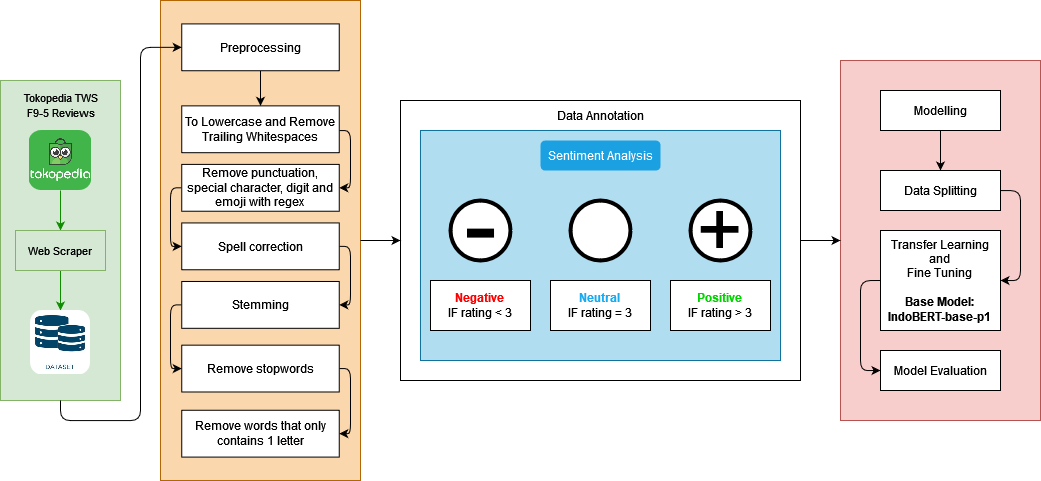 Tokopedia TWS
F9-5 Reviews
tokopedia
Web Scraper
DATASET
Preprocessing
To Lowercase and Remove
Trailing Whitespaces
Remove punctuation,
special character, digit and
emoji with regex
Spell correction
Stemming
Remove stopwords
Remove words that only
contains 1 letter
Data Annotation
Sentiment Analysis
Negative
IF rating < 3
Neutral
IF rating = 3
Positive
IF rating > 3
Modelling
Data Splitting
Transfer Learning
and
Fine Tuning
Base Model:
IndoBERT-base-p1
Model Evaluation